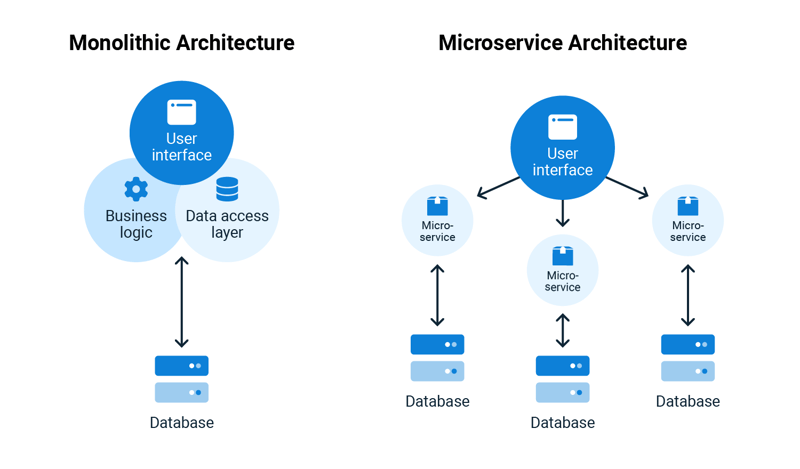 Monolithic Architecture
User
interface
Business
logic
Data access
layer
Database
Microservice Architecture
User
interface
Micro-
service
Micro-
service
Micro-
service
Database
Database
Database